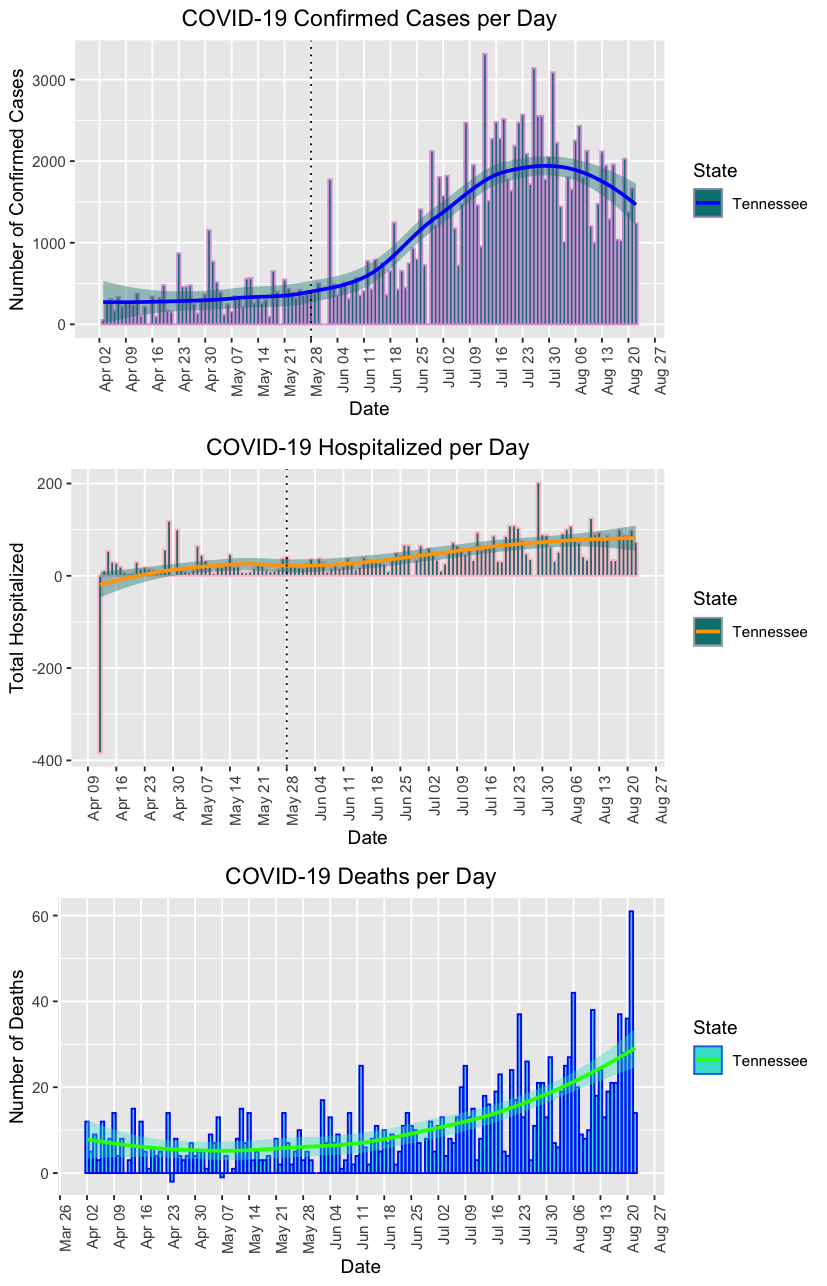 COVID-19 Confirmed Cases per Day
Number of Confirmed Cases
3000
2000
1000
0
Apr 02
Apr 09
Apr 16
Apr 23
Apr 30
May 07
May 14
May 21
May 28
Jun 04
Jun 11
Jun 18
Jun 25
Jul 02
Jul 09
Jul 16
Jul 23
Jul 30
Aug 06
Aug 13
Aug 20
Aug 27
Date
State
Tennessee
COVID-19 Hospitalized per Day
Total Hospitalized
200
0
-200
-400
Apr 09
Apr 16
Apr 23
Apr 30
May 07
May 14
May 21
May 28
Jun 04
Jun 11
Jun 18
Jun 25
Jul 02
Jul 09
Jul 16
Jul 23
Jul 30
Aug 06
Aug 13
Aug 20
Aug 27
Date
State
Tennessee
COVID-19 Deaths per Day
Number of Deaths
60
40
20
0
Mar 26
Apr 02
Apr 09
Apr 16
Apr 23
Apr 30
May 07
May 14
May 21
May 28
Jun 04
Jun 11
Jun 18
Jun 25
Jul 02
Jul 09
Jul 16
Jul 23
Jul 30
Aug 06
Aug 13
Aug 20
Aug 27
Date
State
Tennessee